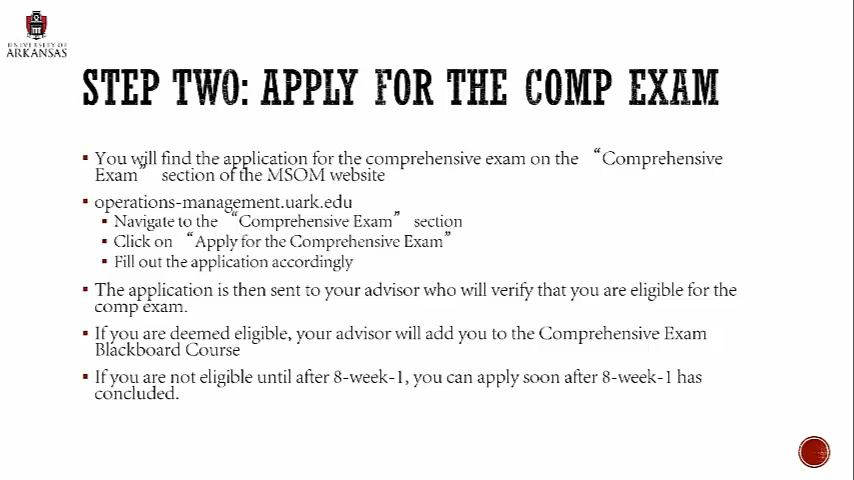 UNIVERSITY OF
ARKANSAS
STEP TWO: APPLY FOR THE COMP EXAM
▪ You will find the application for the comprehensive exam on the “Comprehensive
Exam” section of the MSOM website
▪ operations-management.uark.edu
▪ Navigate to the “Comprehensive Exam” section
▪ Click on “Apply for the Comprehensive Exam”
▪ Fill out the application accordingly
▪ The application is then sent to your advisor who will verify that you are eligible for the
comp exam.
▪ If you are deemed eligible, your advisor will add you to the Comprehensive Exam
Blackboard Course
▪ If you are not eligible until after 8-week-1, you can apply soon after 8-week-1 has
concluded.